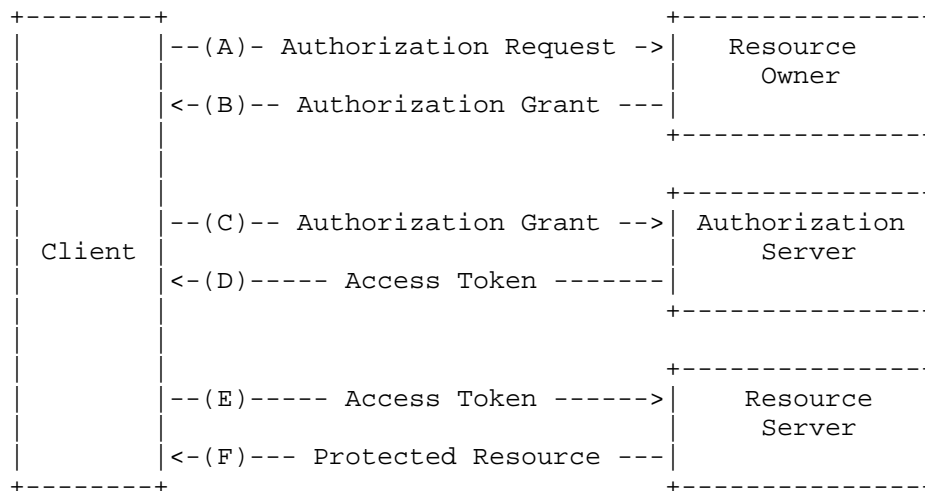 +--------+                               +---------------
|        |--(A)- Authorization Request ->|   Resource
|        |                               |     Owner
|        |<-(B)-- Authorization Grant ---|
|        |                               +---------------
|        |
|        |                               +---------------
|        |--(C)-- Authorization Grant -->| Authorization
| Client |                               |     Server
|        |<-(D)----- Access Token -------|
|        |                               +---------------
|        |
|        |                               +---------------
|        |--(E)----- Access Token ------>|    Resource
|        |                               |     Server
|        |<-(F)--- Protected Resource ---|
+--------+                               +---------------